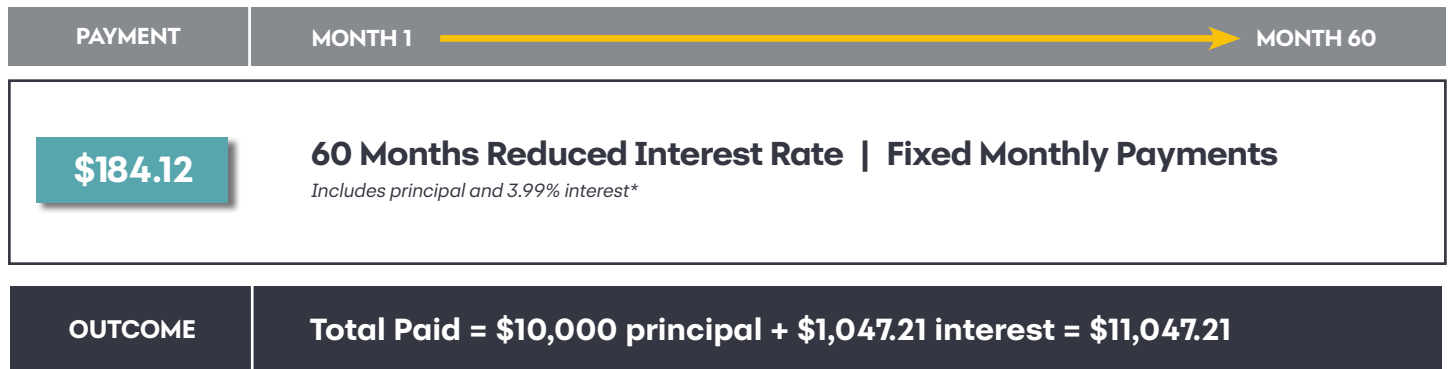 PAYMENT
MONTH 1
MONTH 60
$184.12
60 Months Reduced Interest Rate | Fixed Monthly Payments
Includes principal and 3.99% interest*
OUTCOME
Total Paid = $10,000 principal + $1,047.21 interest = $11,047.21